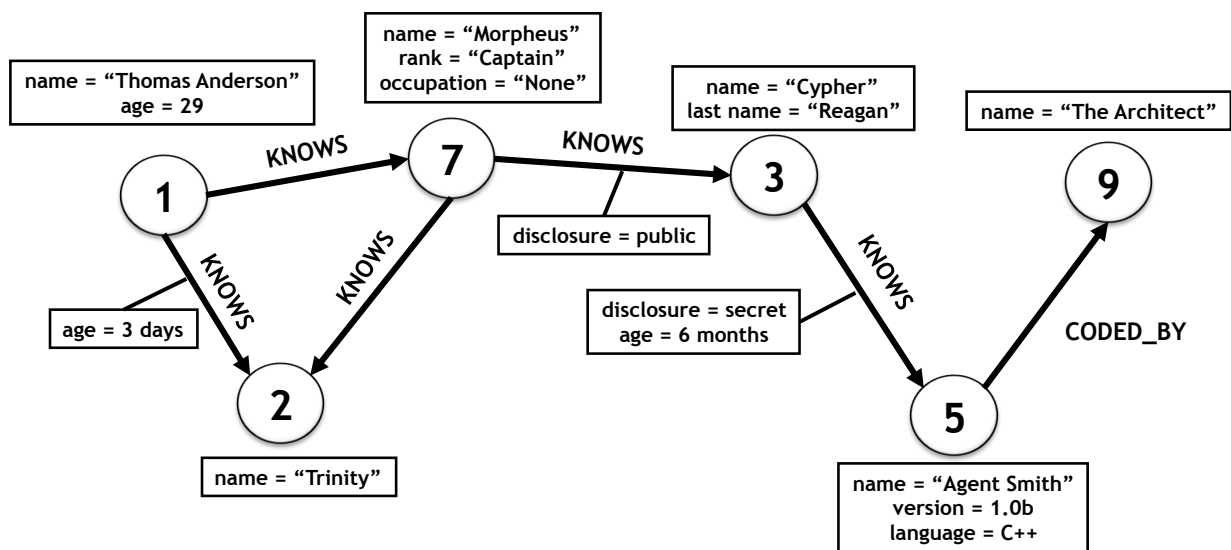 name = “Morpheus”
rank = “Captain”
occupation = “None”
name = “Thomas Anderson”
age = 29
name = “Cypher”
last name = “Reagan”
name = “The Architect”
KNOWS
KNOWS
1
7
3
9
disclosure = public
KNOWS
KNOWS
KNOWS
age = 3 days
disclosure = secret
age = 6 months
CODED_BY
2
5
name = “Trinity”
name = “Agent Smith”
version = 1.0b
language = C++